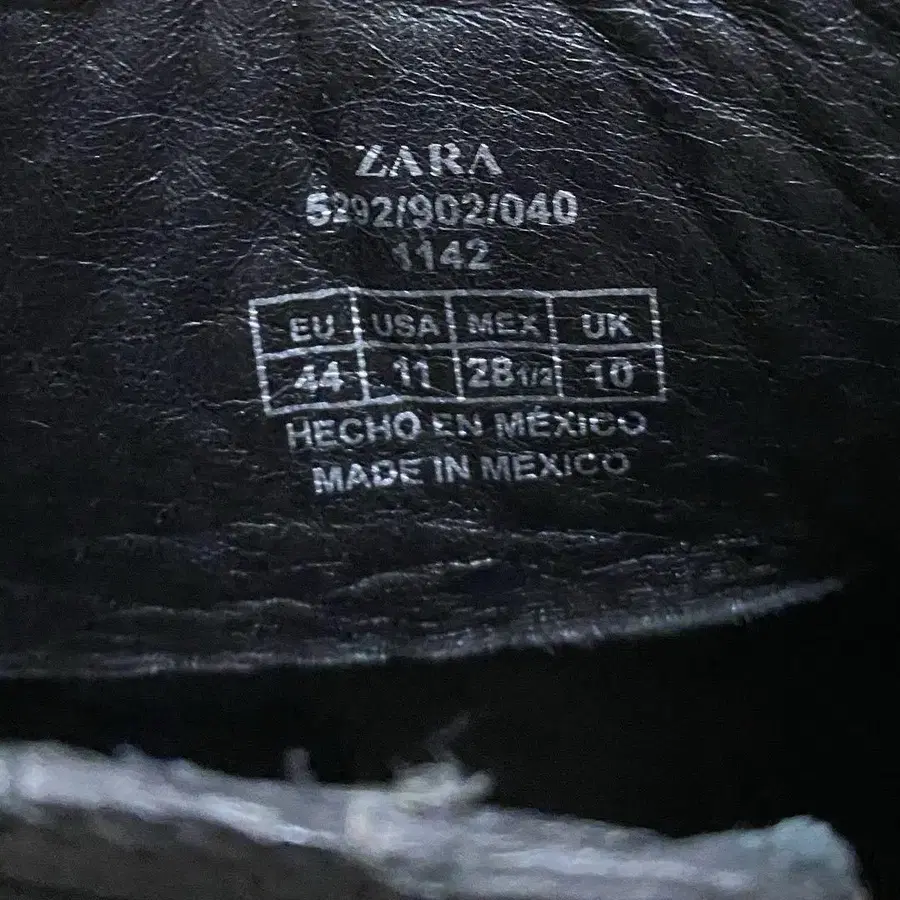 ZARA
5292/902/040
1142
EU USA MEX UK
44 11 28 1/2 10
HECHO EN MÉXICO
MADE IN MEXICO